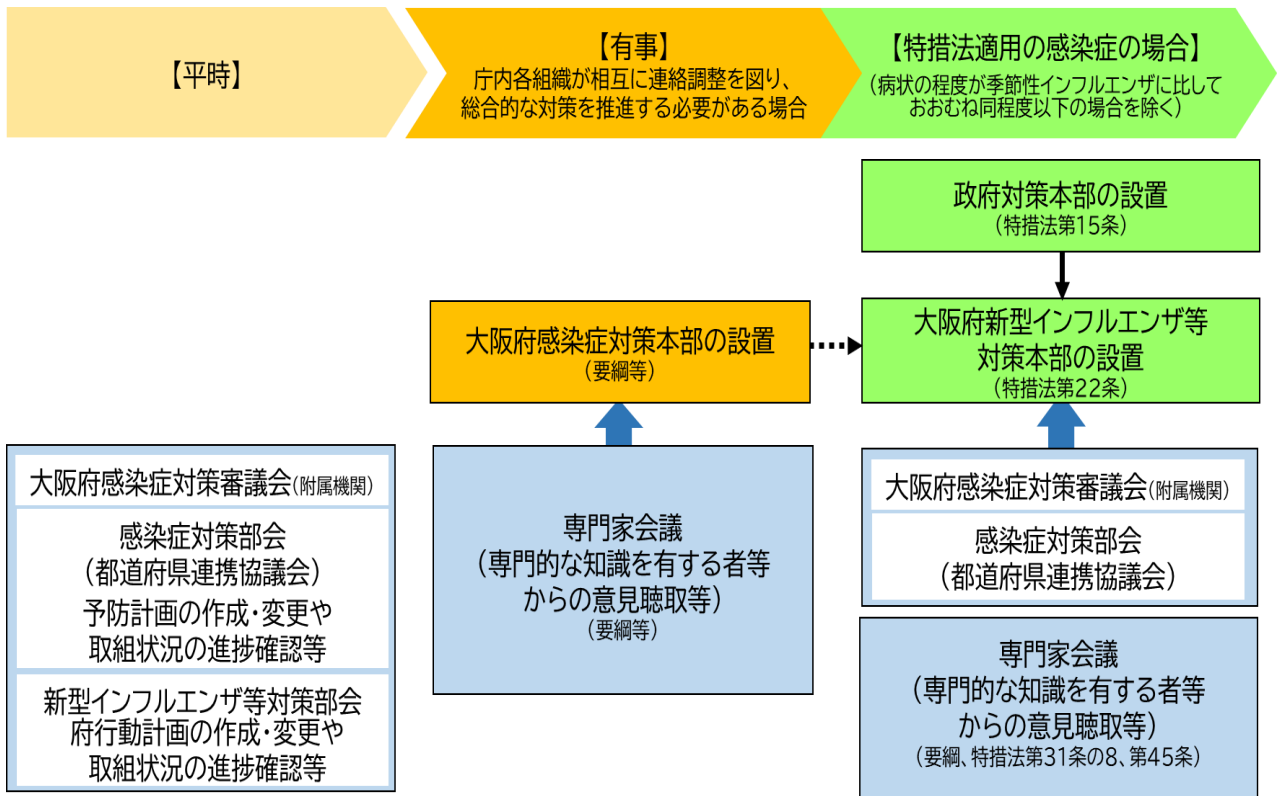 【平時】
【有事】
庁内各組織が相互に連絡調整を図り、
総合的な対策を推進する必要がある場合
【特措法適用の感染症の場合】
(病状の程度が季節性インフルエンザに比して
おおむね同程度以下の場合を除く)
政府対策本部の設置
(特措法第15条)
大阪府感染症対策本部の設置
(要綱等)
大阪府新型インフルエンザ等
対策本部の設置
(特措法第22条)
大阪府感染症対策審議会(附属機関)
感染症対策部会
(都道府県連携協議会)
予防計画の作成・変更や
取組状況の進捗確認等
新型インフルエンザ等対策部会
府行動計画の作成・変更や
取組状況の進捗確認等
専門家会議
(専門的な知識を有する者等
からの意見聴取等)
(要綱等)
大阪府感染症対策審議会(附属機関)
感染症対策部会
(都道府県連携協議会)
専門家会議
(専門的な知識を有する者等
からの意見聴取等)
(要綱、特措法第31条の8、第45条)